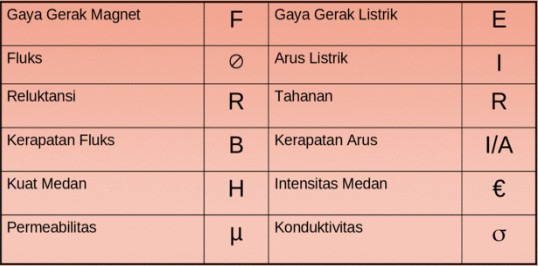 Gaya Gerak Magnet F Gaya Gerak Listrik E
Fluks ∅ Arus Listrik I
Reluktansi R Tahanan R
Kerapatan Fluks B Kerapatan Arus I/A
Kuat Medan H Intensitas Medan €
Permeabilitas µ Konduktivitas σ